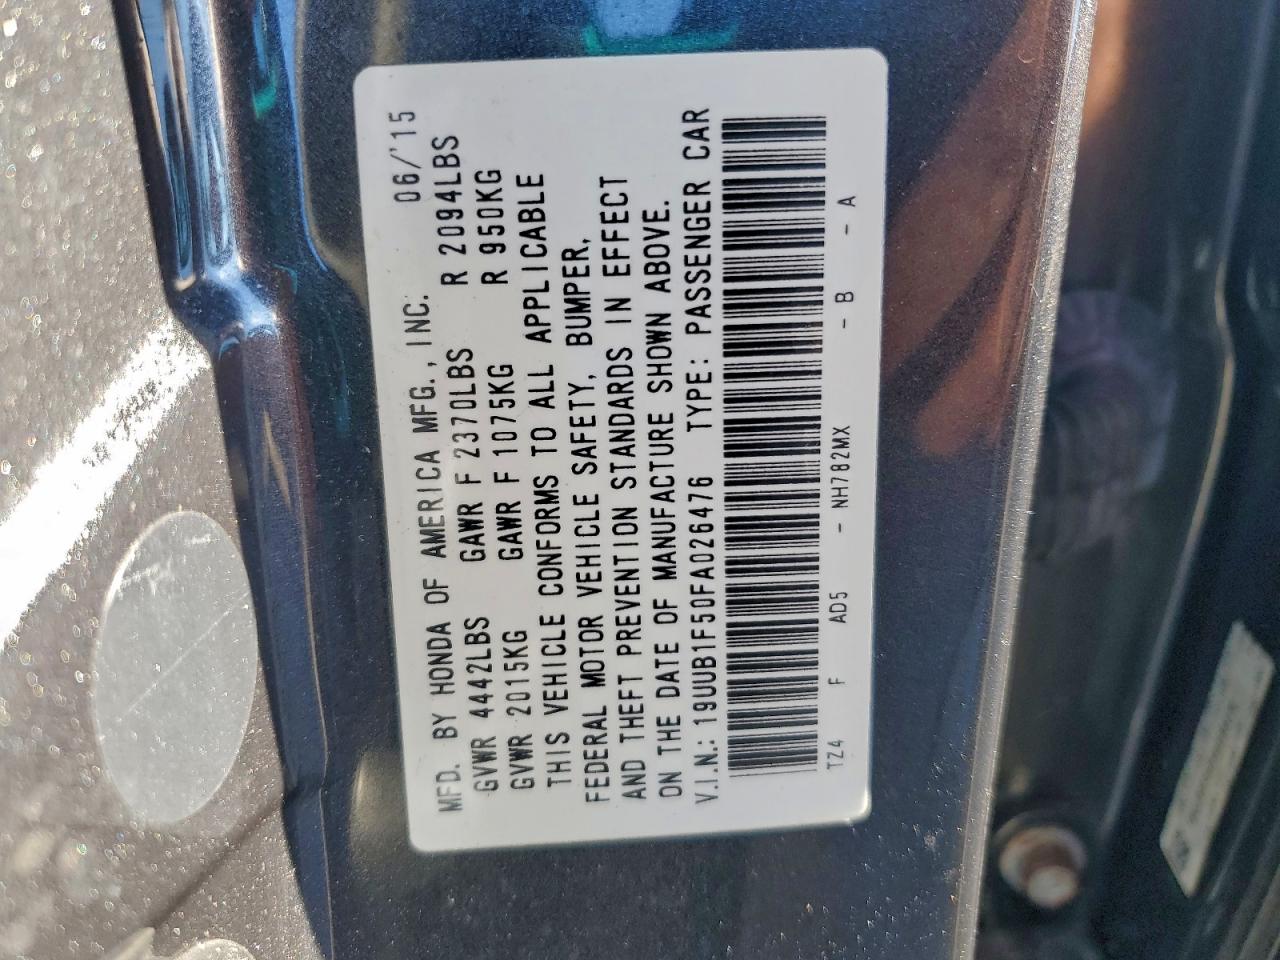 MFD. BY HONDA OF AMERICA MFG., INC. 06/'15
GVWR 4442LBS GAWR F 2370LBS R 2094LBS
GVWR 2015KG GAWR F 1075KG R 950KG
THIS VEHICLE CONFORMS TO ALL APPLICABLE
FEDERAL MOTOR VEHICLE SAFETY, BUMPER,
AND THEFT PREVENTION STANDARDS IN EFFECT
ON THE DATE OF MANUFACTURE SHOWN ABOVE.
V.I.N.: 19UUB1F50FA026476 TYPE: PASSENGER CAR
TZ4 F AD5 - NH782MX - B - A